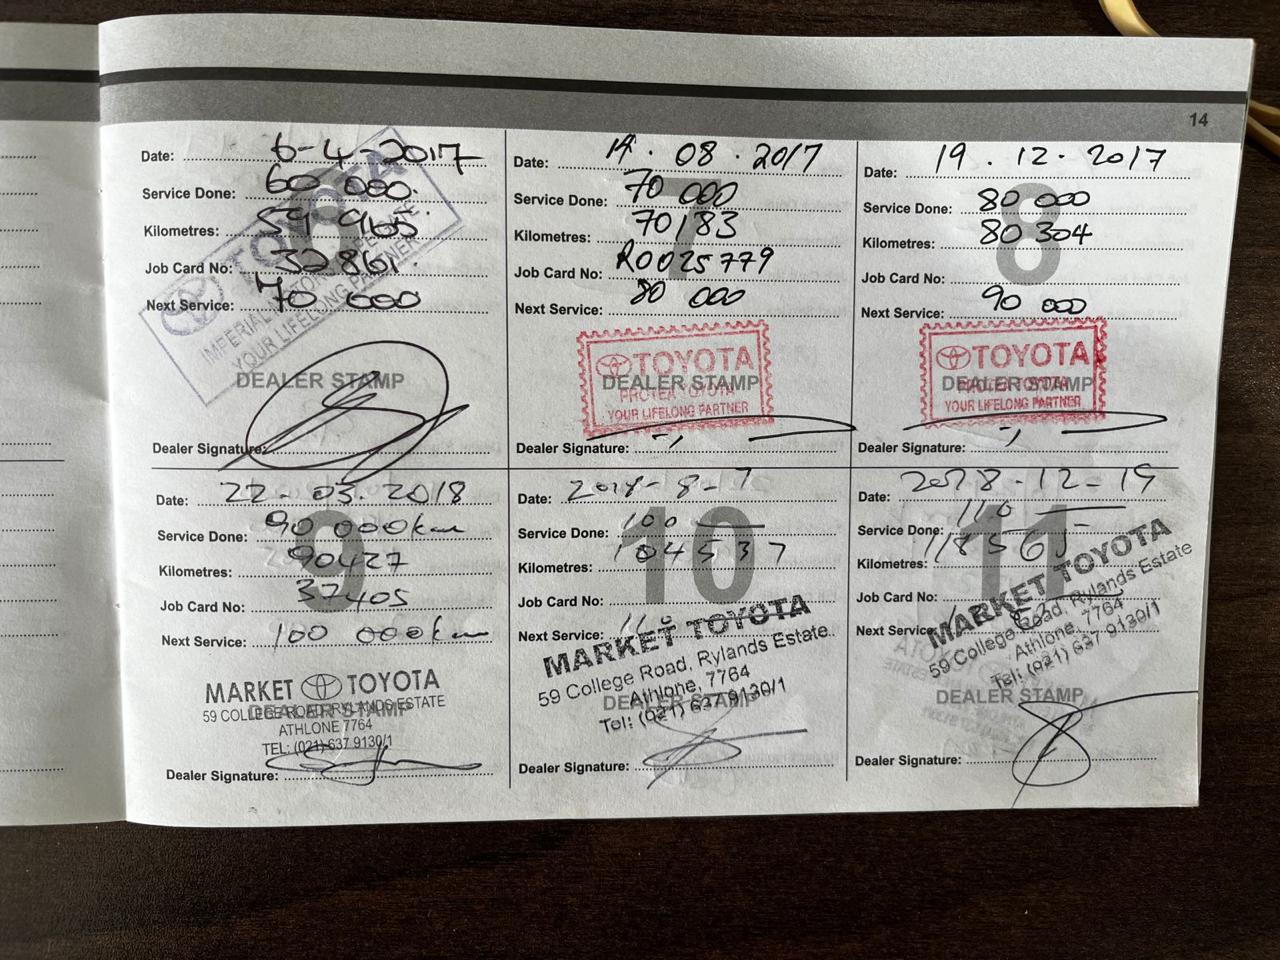 14
Date: 6-4-2017
Service Done: 60 000.
Kilometres: 59 965
Job Card No: 32861.
Next Service: 70 000
TOYOTA
YOUR LIFELONG PARTNER
DEALER STAMP
Dealer Signature:
Date: 14.08.2017
Service Done: 70 000
Kilometres: 70183
Job Card No: R0025779
Next Service: 80 000
7
TOYOTA
DEALER STAMP
YOUR LIFELONG PARTNER
Dealer Signature:
Date: 19.12.2017
Service Done: 80 000
Kilometres: 80 304
Job Card No:
Next Service: 90 000
8
TOYOTA
DEALER STAMP
YOUR LIFELONG PARTNER
Dealer Signature:
Date: 22-03-2018
Service Done: 90 000km
Kilometres: 90427
Job Card No: 37405
Next Service: 100 000km
9
MARKET TOYOTA
59 COLLEGE ROAD, RYLANDS ESTATE
DEALER STAMP
ATHLONE 7764
TEL: (021) 637 9130/1
Dealer Signature:
Date: 2018-8-17
Service Done: 100
Kilometres: 104537
Job Card No:
Next Service:
10
MARKET TOYOTA
59 College Road, Rylands Estate
Athlone, 7764
DEALER STAMP
Tel: (021) 637 9130/1
Dealer Signature:
Date: 2018-12-19
Service Done: 110
Kilometres: 118565
Job Card No:
Next Service:
11
MARKET TOYOTA
59 College Road, Rylands Estate
Athlone, 7764
Tel: (021) 637 9130/1
DEALER STAMP
Dealer Signature: